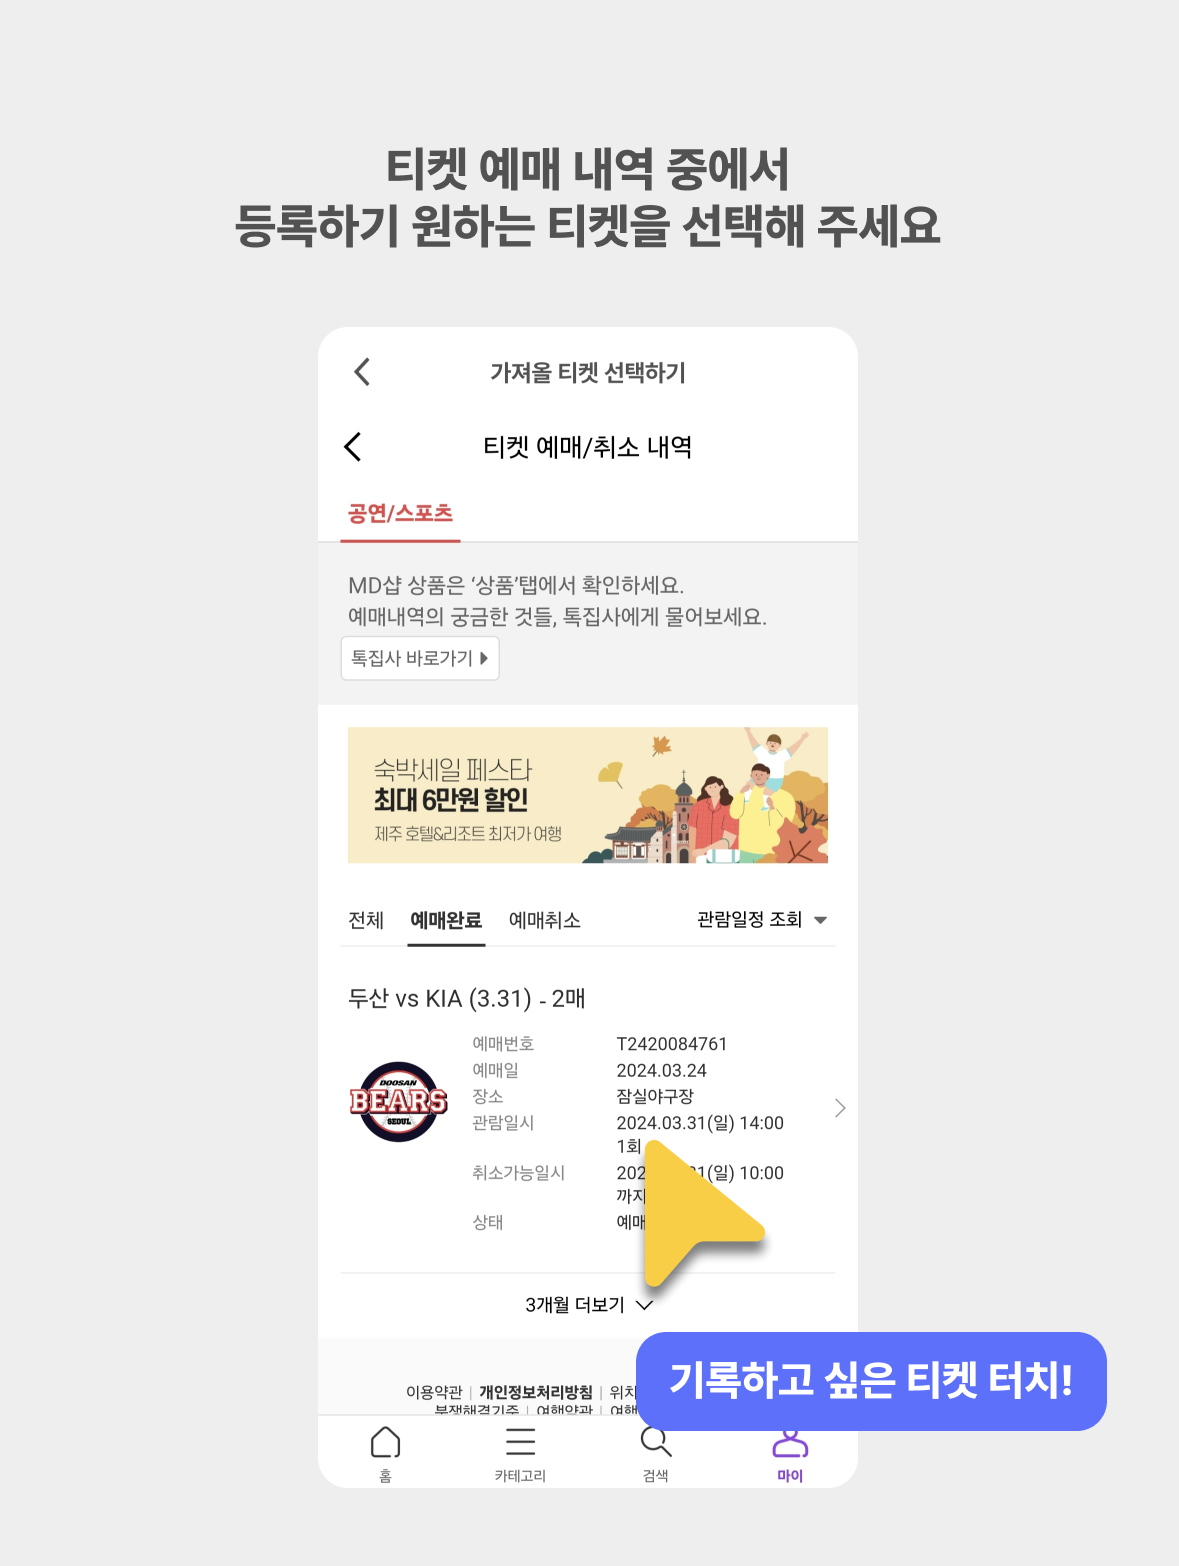 티켓 예매 내역 중에서
등록하기 원하는 티켓을 선택해 주세요
가져올 티켓 선택하기
티켓 예매/취소 내역
공연/스포츠
MD샵 상품은 ‘상품’탭에서 확인하세요.
예매내역의 궁금한 것들, 톡집사에게 물어보세요.
톡집사 바로가기
숙박세일 페스타
최대 6만원 할인
제주 호텔&리조트 최저가 여행
전체 예매완료 예매취소 관람일정 조회
두산 vs KIA (3.31) - 2매
DOOSAN
BEARS
SEOUL
예매번호 T2420084761
예매일 2024.03.24
장소 잠실야구장
관람일시 2024.03.31(일) 14:00
1회
취소가능일시 202 1(일) 10:00
까지
상태 예매
3개월 더보기
기록하고 싶은 티켓 터치!
이용약관 | 개인정보처리방침 | 위치
분쟁해결기준 | 여행약관 | 여행
홈 카테고리 검색 마이